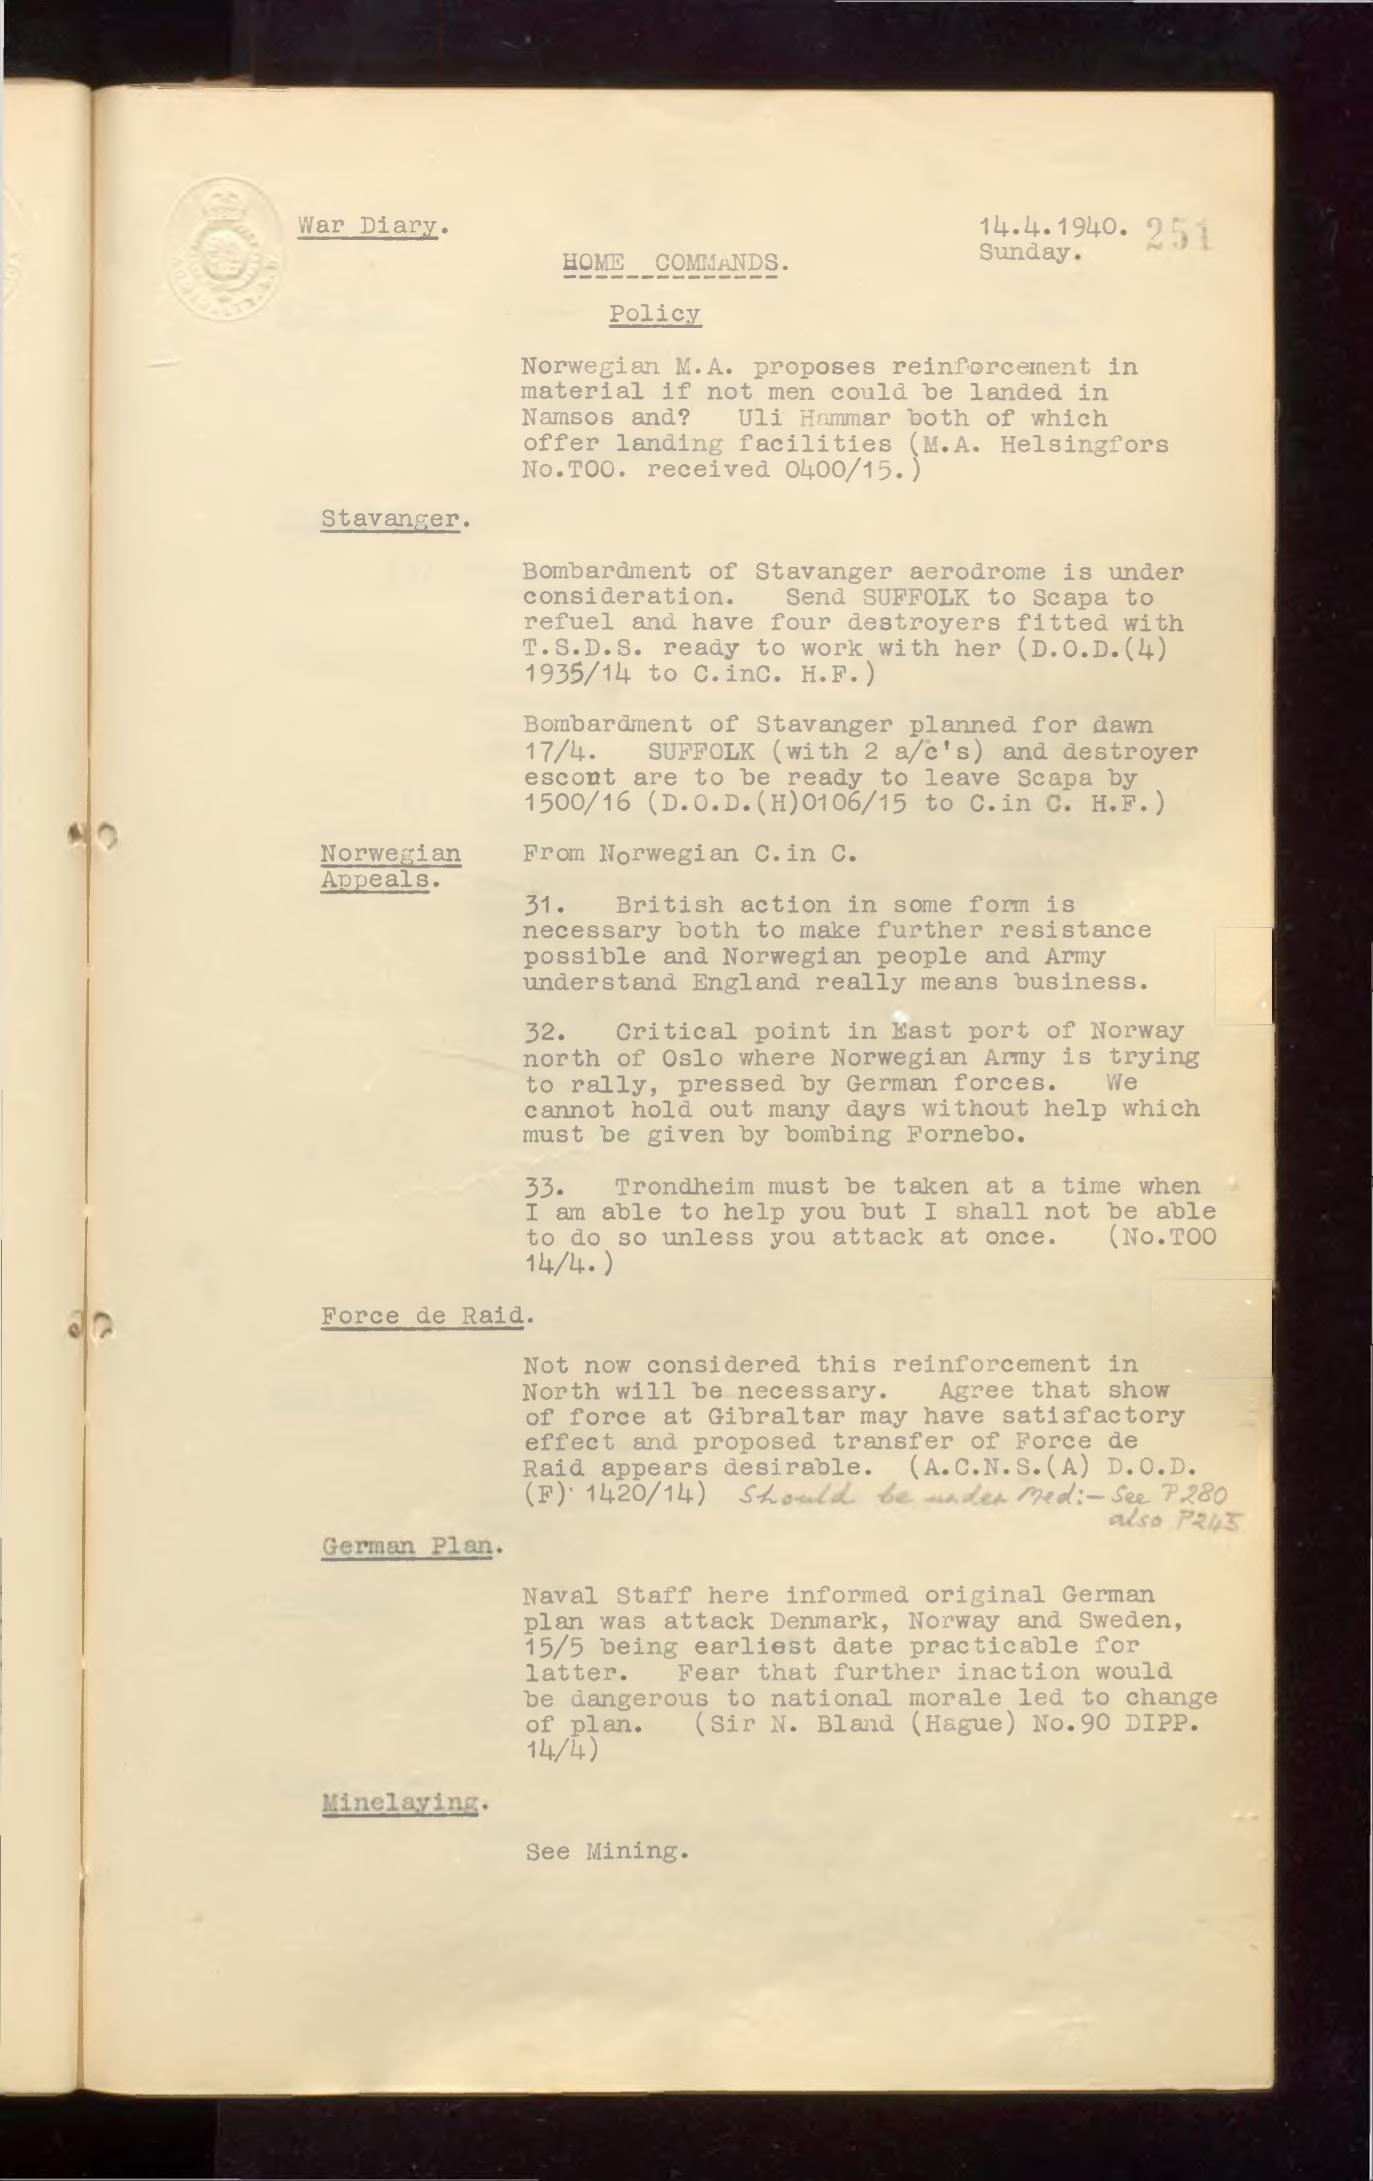 War Diary.
14.4.1940. 251
Sunday.
HOME COMMANDS.
Policy
Norwegian M.A. proposes reinforcement in
material if not men could be landed in
Namsos and? Uli Hammar both of which
offer landing facilities (M.A. Helsingfors
No.TOO. received 0400/15.)
Stavanger.
Bombardment of Stavanger aerodrome is under
consideration. Send SUFFOLK to Scapa to
refuel and have four destroyers fitted with
T.S.D.S. ready to work with her (D.O.D.(4)
1935/14 to C.inC. H.F.)
Bombardment of Stavanger planned for dawn
17/4. SUFFOLK (with 2 a/c's) and destroyer
escort are to be ready to leave Scapa by
1500/16 (D.O.D.(H)0106/15 to C.in C. H.F.)
Norwegian From Norwegian C.in C.
Appeals.
31. British action in some form is
necessary both to make further resistance
possible and Norwegian people and Army
understand England really means business.
32. Critical point in East port of Norway
north of Oslo where Norwegian Army is trying
to rally, pressed by German forces. We
cannot hold out many days without help which
must be given by bombing Fornebo.
33. Trondheim must be taken at a time when
I am able to help you but I shall not be able
to do so unless you attack at once. (No.TOO
14/4.)
Force de Raid.
Not now considered this reinforcement in
North will be necessary. Agree that show
of force at Gibraltar may have satisfactory
effect and proposed transfer of Force de
Raid appears desirable. (A.C.N.S.(A) D.O.D.
(F) 1420/14) Should be under Med:- See P280
also P243
German Plan.
Naval Staff here informed original German
plan was attack Denmark, Norway and Sweden,
15/5 being earliest date practicable for
latter. Fear that further inaction would
be dangerous to national morale led to change
of plan. (Sir N. Bland (Hague) No.90 DIPP.
14/4)
Minelaying.
See Mining.